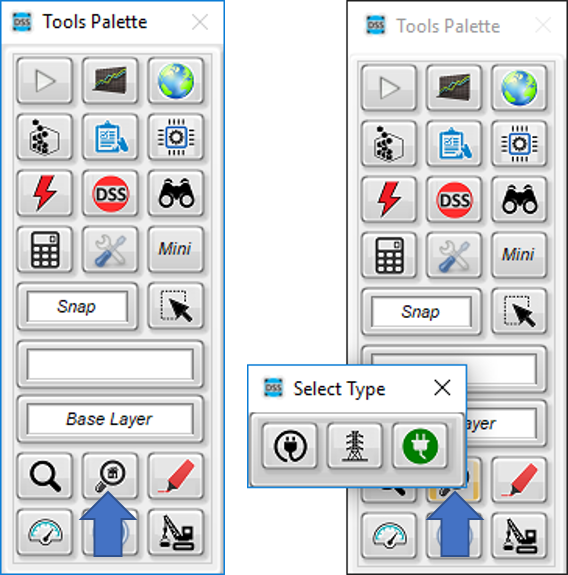 DSS Tools Palette
DSS
Mini
Snap
Base Layer
DSS Tools Palette
DSS
Mini
Snap
DSS Select Type
ayer